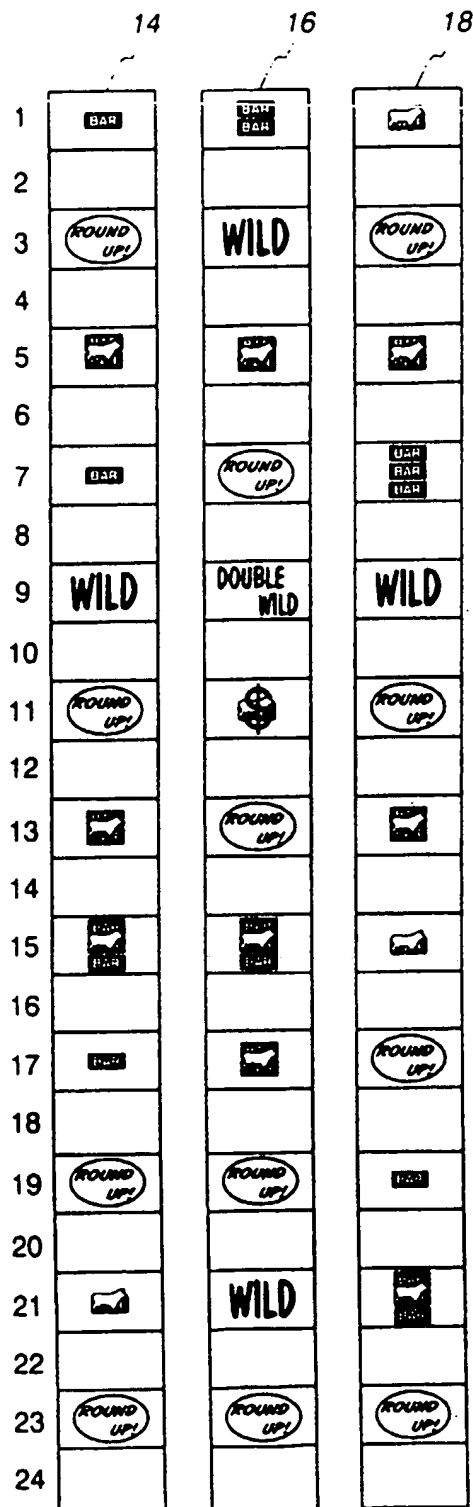 14 16 18
1 BAR BAR BAR
2
3 ROUND UP! WILD ROUND UP!
4
5
6
7 BAR ROUND UP! BAR BAR BAR
8
9 WILD DOUBLE WILD WILD
10
11 ROUND UP! ROUND UP!
12
13 ROUND UP!
14
15 BAR BAR
16
17 BAR ROUND UP!
18
19 ROUND UP! ROUND UP! BAR
20
21 WILD
22
23 ROUND UP! ROUND UP! ROUND UP!
24